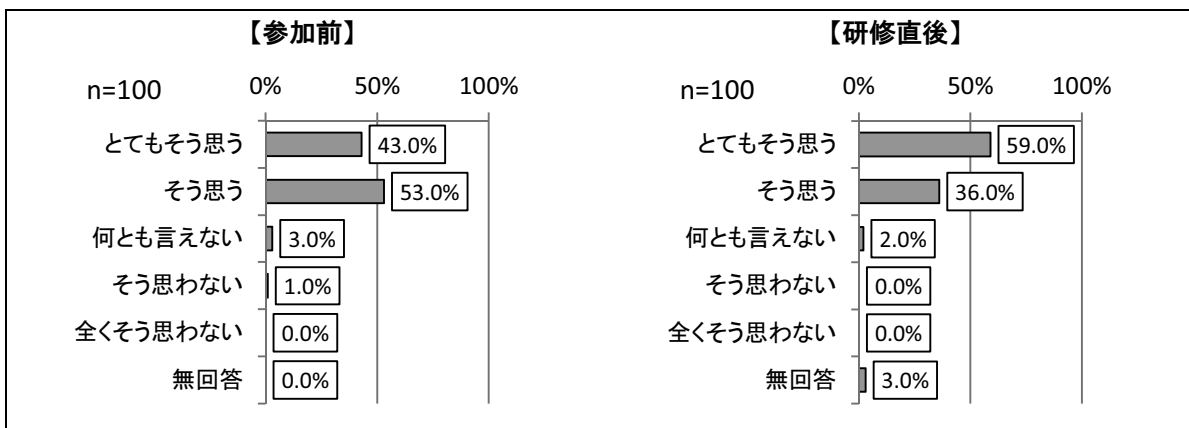 【参加前】
n=100
0% 50% 100%
とてもそう思う 43.0%
そう思う 53.0%
何とも言えない 3.0%
そう思わない 1.0%
全くそう思わない 0.0%
無回答 0.0%
【研修直後】
n=100
0% 50% 100%
とてもそう思う 59.0%
そう思う 36.0%
何とも言えない 2.0%
そう思わない 0.0%
全くそう思わない 0.0%
無回答 3.0%